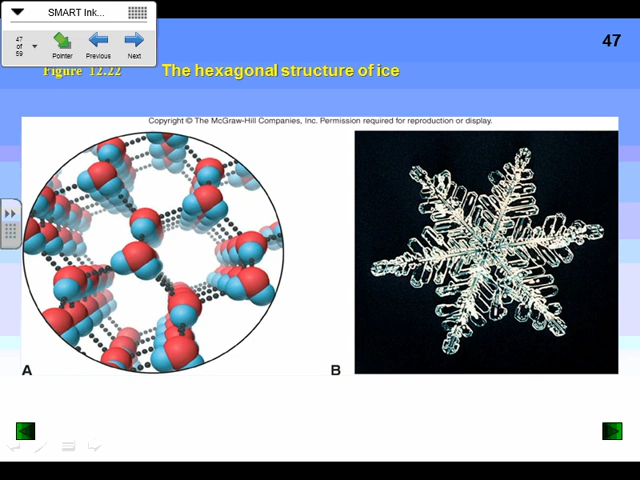 SMART Ink...
47
of
59
Pointer
Previous
Next
47
Figure 12.22
The hexagonal structure of ice
Copyright © The McGraw-Hill Companies, Inc. Permission required for reproduction or display.
A
B